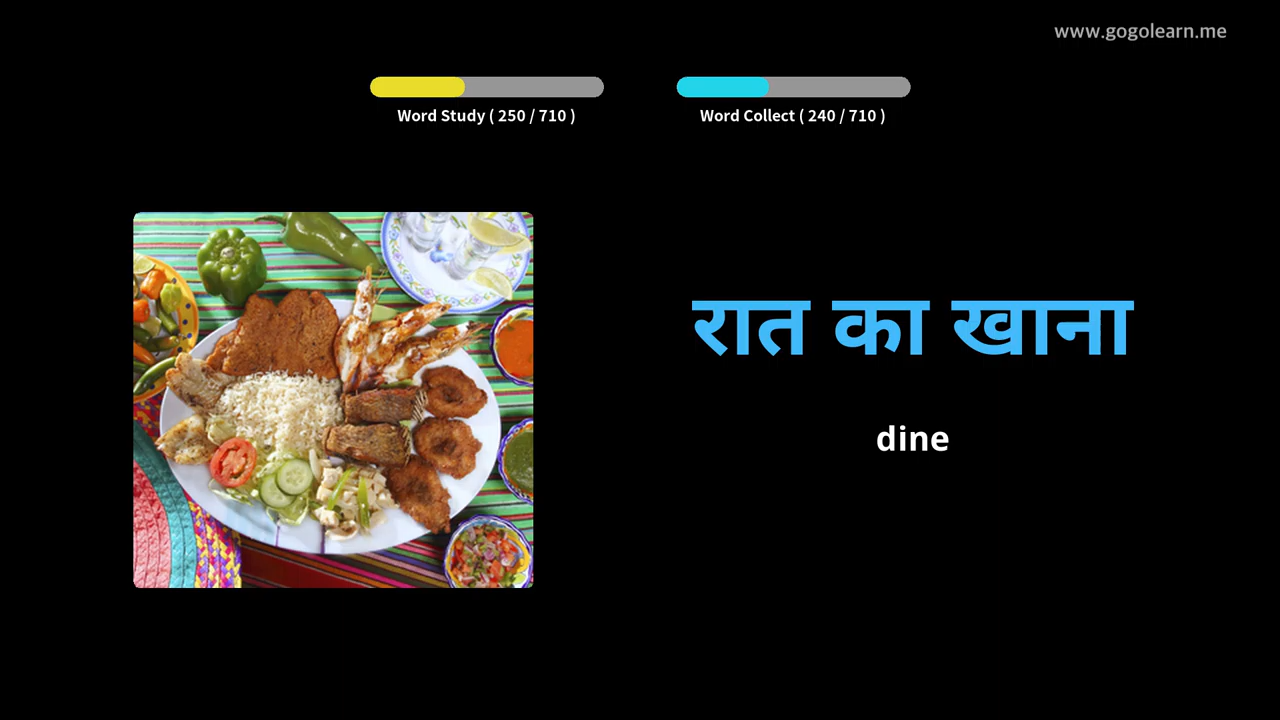 www.gogolearn.me
Word Study ( 250 / 710 )
Word Collect ( 240 / 710 )
रात का खाना
dine